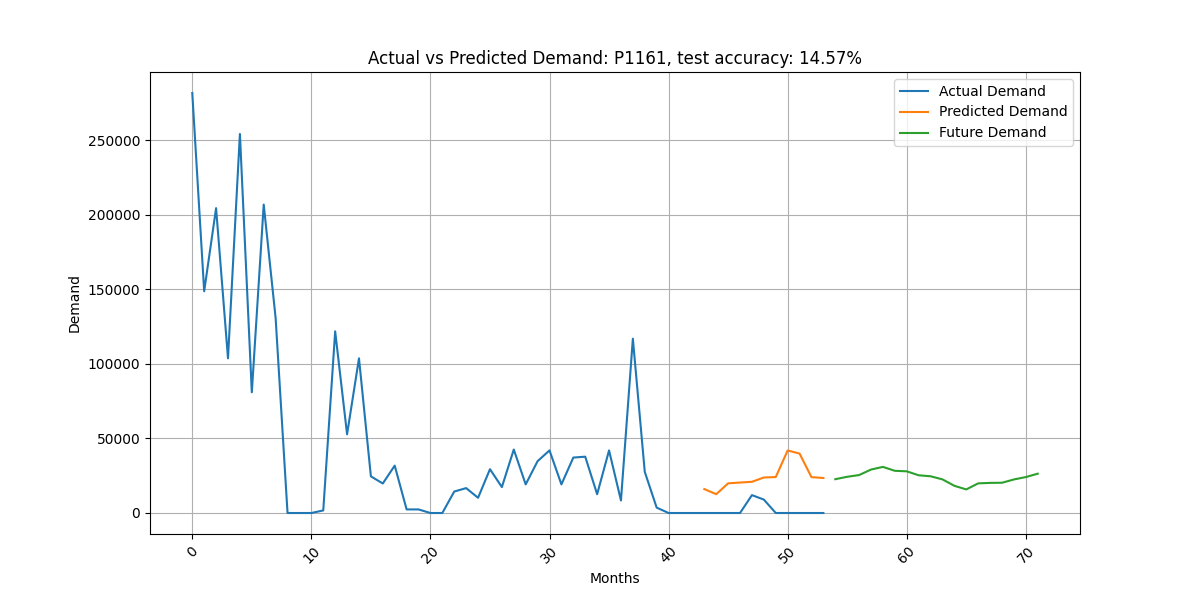 Actual vs Predicted Demand: P1161, test accuracy: 14.57%
Actual Demand
Predicted Demand
Future Demand
250000
200000
150000
100000
50000
0
Demand
0
10
20
30
40
50
60
70
Months